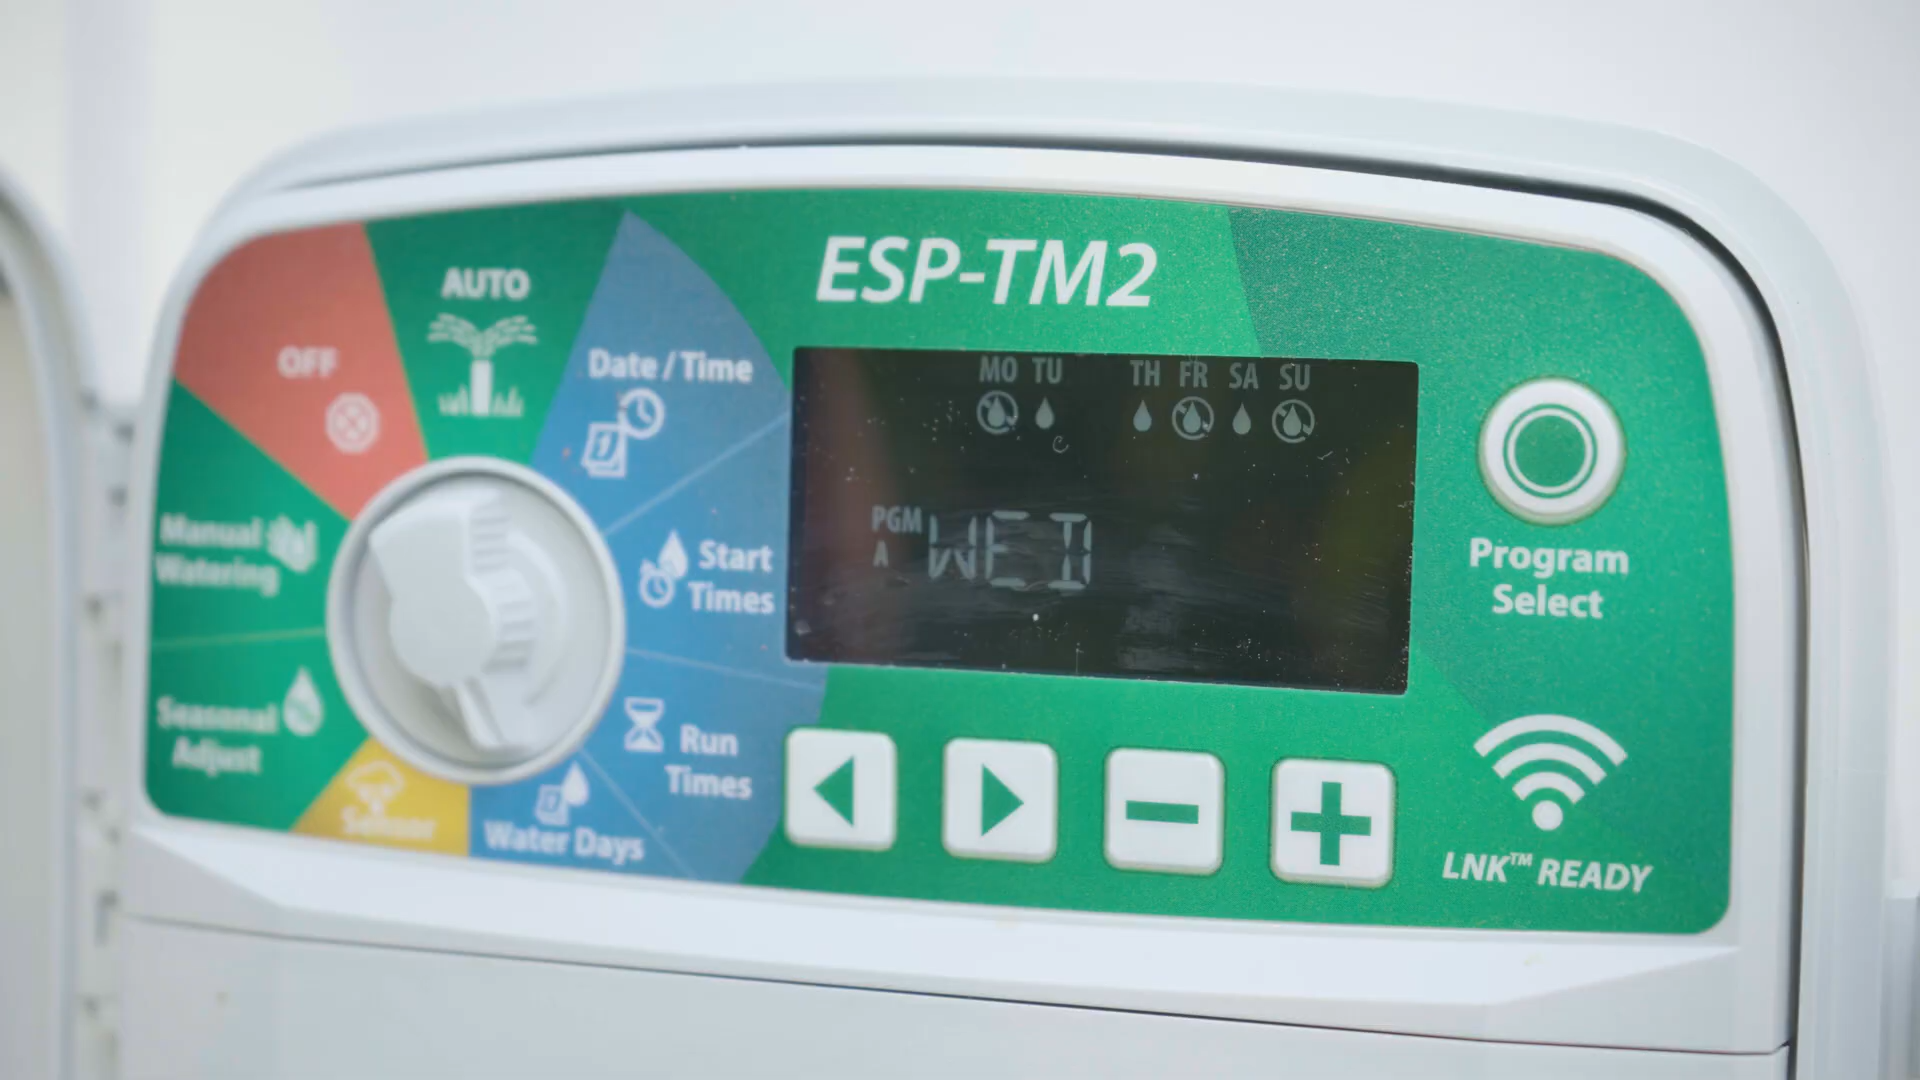 ESP-TM2
AUTO
OFF
Date / Time
Start
Times
Run
Times
Water Days
Sensor
Seasonal
Adjust
Manual
Watering
MO TU TH FR SA SU
PGM
A
WED
Program
Select
LNK™ READY